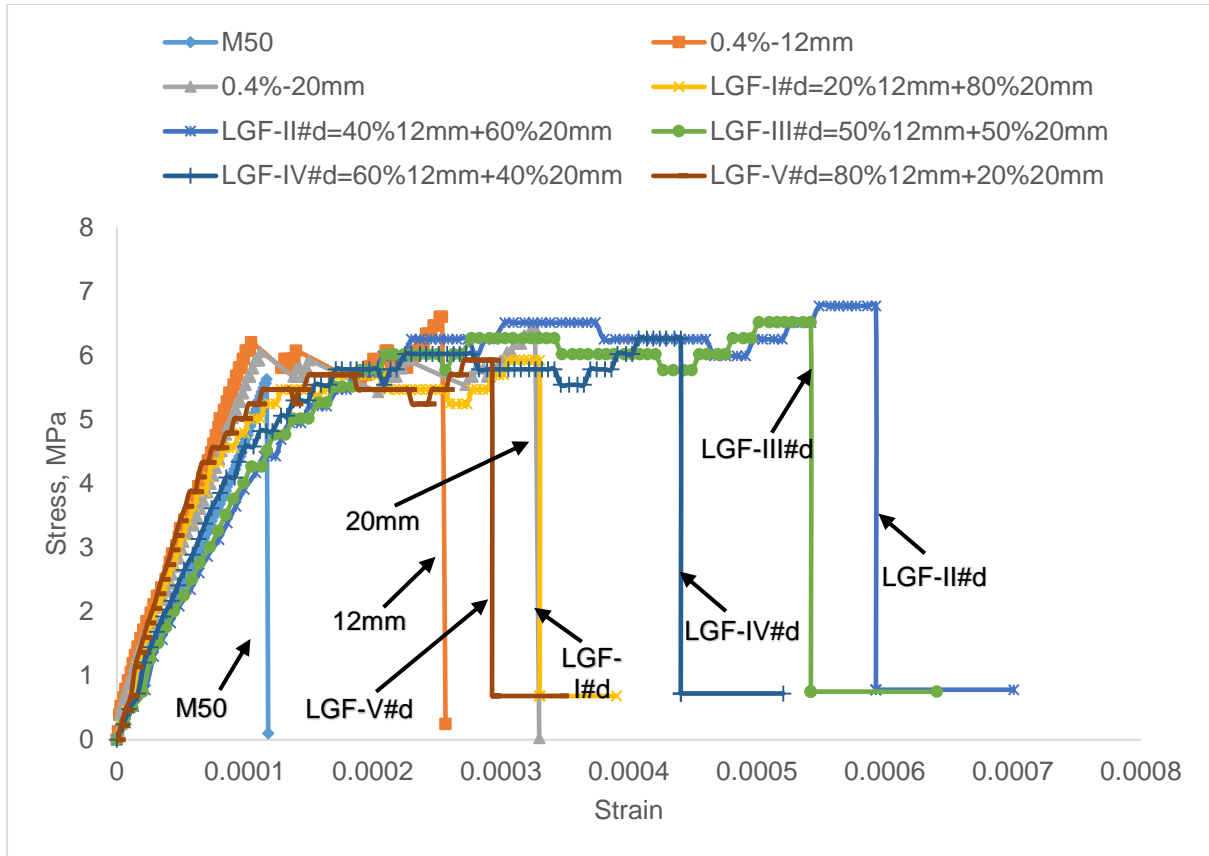 M50
0.4%-12mm
0.4%-20mm
LGF-I#d=20%12mm+80%20mm
LGF-II#d=40%12mm+60%20mm
LGF-III#d=50%12mm+50%20mm
LGF-IV#d=60%12mm+40%20mm
LGF-V#d=80%12mm+20%20mm
Stress, MPa
8
7
6
5
4
3
2
1
0
M50
LGF-V#d
12mm
20mm
LGF-
I#d
LGF-IV#d
LGF-III#d
LGF-II#d
0
0.0001
0.0002
0.0003
0.0004
0.0005
0.0006
0.0007
0.0008
Strain